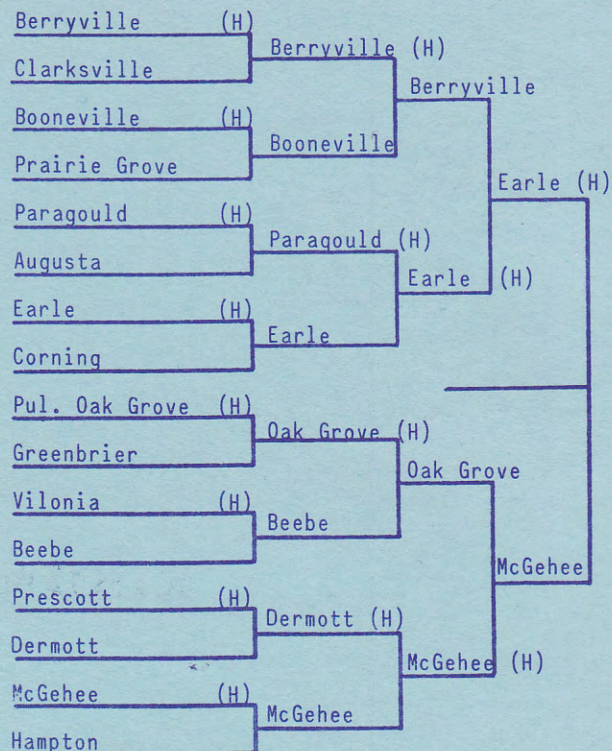 Berryville (H)
Clarksville
Booneville (H)
Prairie Grove
Paragould (H)
Augusta
Earle (H)
Corning
Pul. Oak Grove (H)
Greenbrier
Vilonia (H)
Beebe
Prescott (H)
Dermott
McGehee (H)
Hampton
Berryville (H)
Booneville
Paragould (H)
Earle
Oak Grove (H)
Beebe
Dermott (H)
McGehee
Berryville
Earle (H)
Oak Grove
McGehee (H)
Earle (H)
McGehee